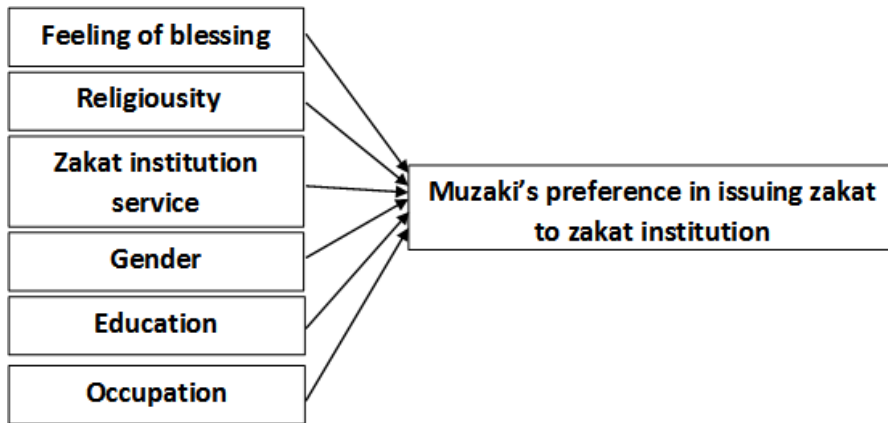 Feeling of blessing
Religiousity
Zakat institution
service
Gender
Education
Occupation
Muzaki’s preference in issuing zakat
to zakat institution